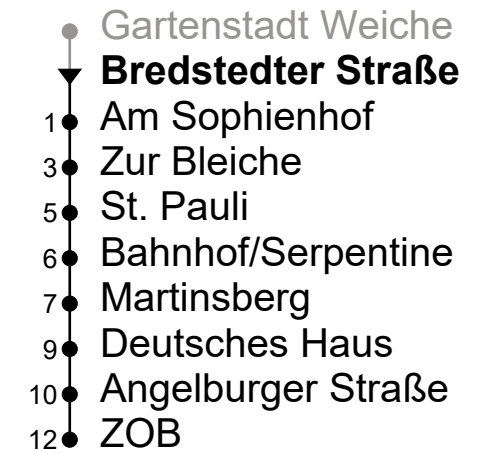 Gartenstadt Weiche
Bredstedter Straße
1 Am Sophienhof
3 Zur Bleiche
5 St. Pauli
6 Bahnhof/Serpentine
7 Martinsberg
9 Deutsches Haus
10 Angelburger Straße
12 ZOB